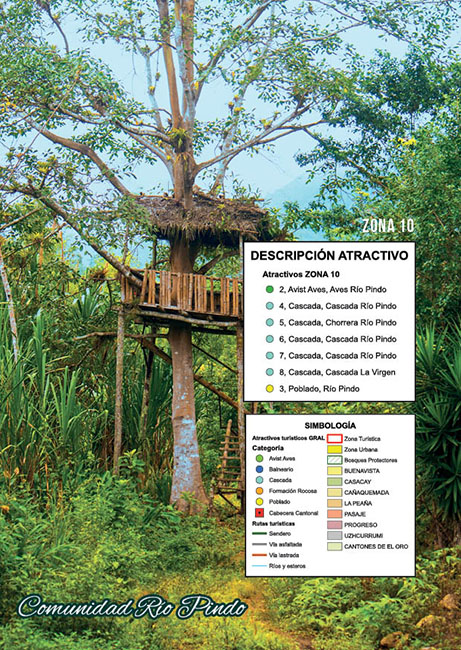 ZONA 10
DESCRIPCIÓN ATRACTIVO
Atractivos ZONA 10
2, Avist Aves, Aves Río Pindo
4, Cascada, Cascada Río Pindo
5, Cascada, Chorrera Río Pindo
6, Cascada, Cascada Río Pindo
7, Cascada, Cascada Río Pindo
8, Cascada, Cascada La Virgen
3, Poblado, Río Pindo
SIMBOLOGÍA
Atractivos turisticos GRAL
Categoría
Avist Aves
Balneario
Cascada
Formación Rocosa
Poblado
Cabecera Cantonal
Rutas turísticas
Sendero
Vía asfaltada
Vía lastrada
Ríos y esteros
Zona Turística
Zona Urbana
Bosques Protectores
BUENAVISTA
CASACAY
CAÑAQUEMADA
LA PEAÑA
PASAJE
PROGRESO
UZHCURRUMI
CANTONES DE EL ORO
Comunidad Río Pindo